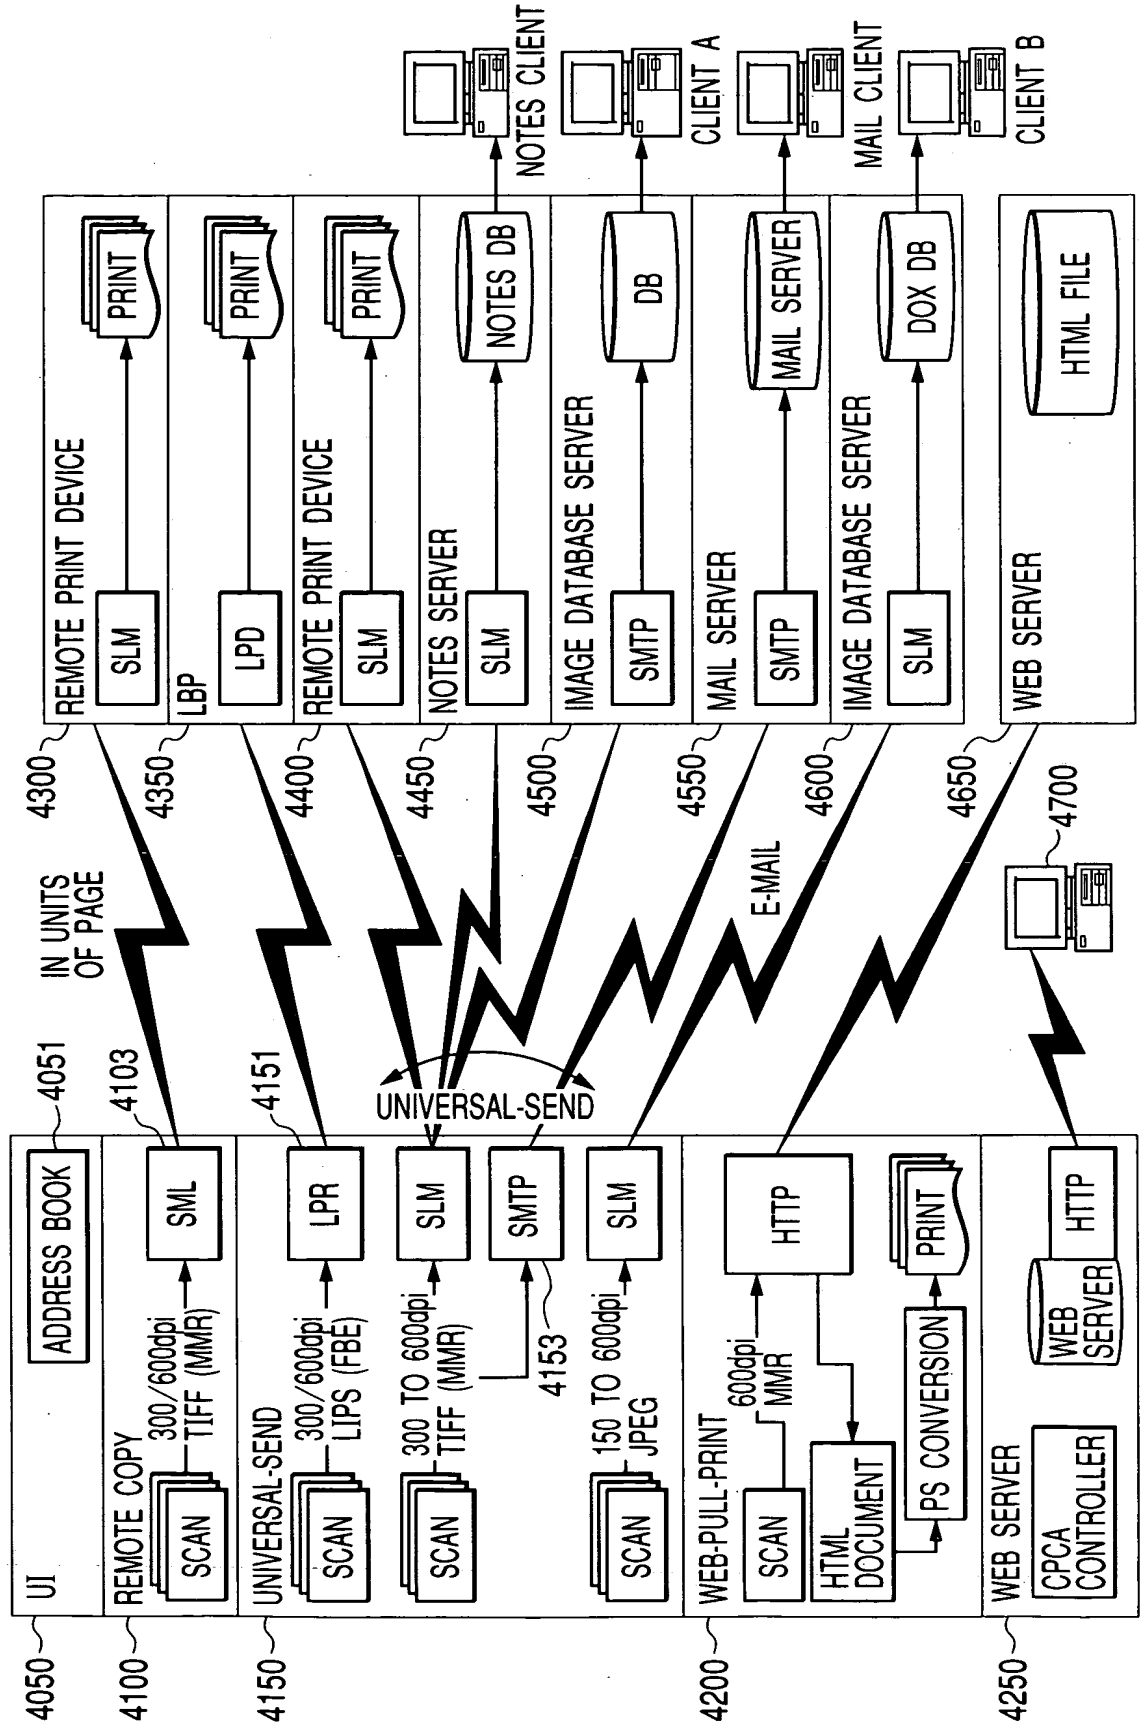 4050
UI
ADDRESS BOOK
4051
4100
REMOTE COPY
SCAN
300/600dpi
TIFF (MMR)
SML
4103
IN UNITS
OF PAGE
4150
UNIVERSAL-SEND
SCAN
300/600dpi
LIPS (FBE)
LPR
4151
SCAN
300 TO 600dpi
TIFF (MMR)
SLM
SMTP
4153
UNIVERSAL-SEND
SCAN
150 TO 600dpi
JPEG
SLM
E-MAIL
4200
WEB-PULL-PRINT
SCAN
600dpi
MMR
HTTP
HTML
DOCUMENT
PS CONVERSION
PRINT
4250
WEB SERVER
CPCA
CONTROLLER
WEB
SERVER
HTTP
4700
4300
REMOTE PRINT DEVICE
SLM
PRINT
4350
LBP
LPD
PRINT
4400
REMOTE PRINT DEVICE
SLM
PRINT
4450
NOTES SERVER
SLM
NOTES DB
NOTES CLIENT
4500
IMAGE DATABASE SERVER
SMTP
DB
CLIENT A
4550
MAIL SERVER
SMTP
MAIL SERVER
MAIL CLIENT
4600
IMAGE DATABASE SERVER
SLM
DOX DB
CLIENT B
4650
WEB SERVER
HTML FILE